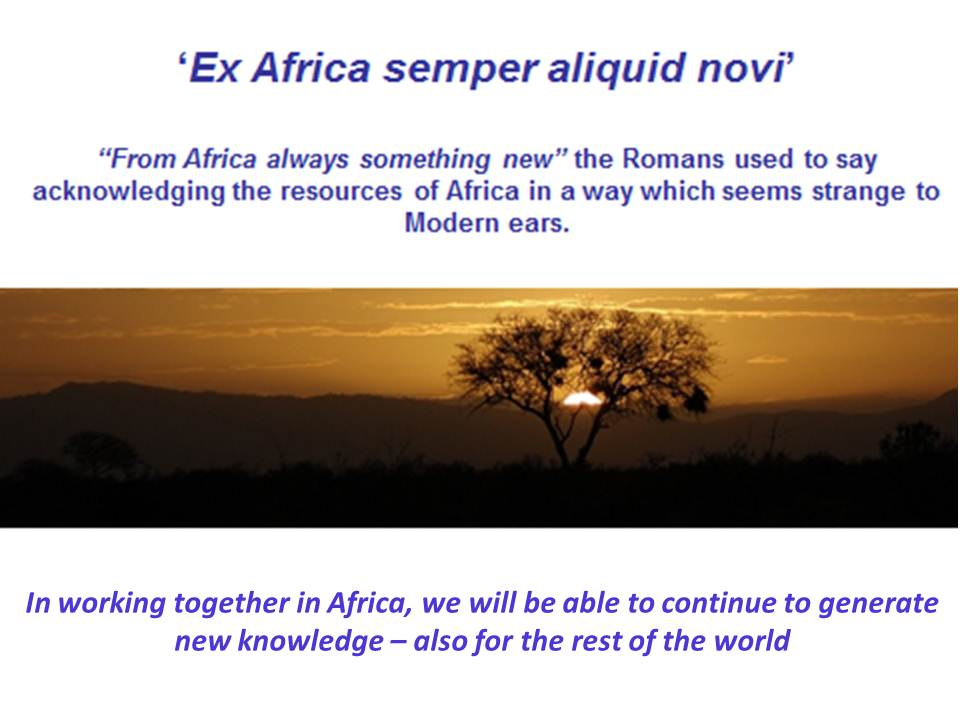 ‘Ex Africa semper aliquid novi’
“From Africa always something new” the Romans used to say
acknowledging the resources of Africa in a way which seems strange to
Modern ears.
In working together in Africa, we will be able to continue to generate
new knowledge – also for the rest of the world